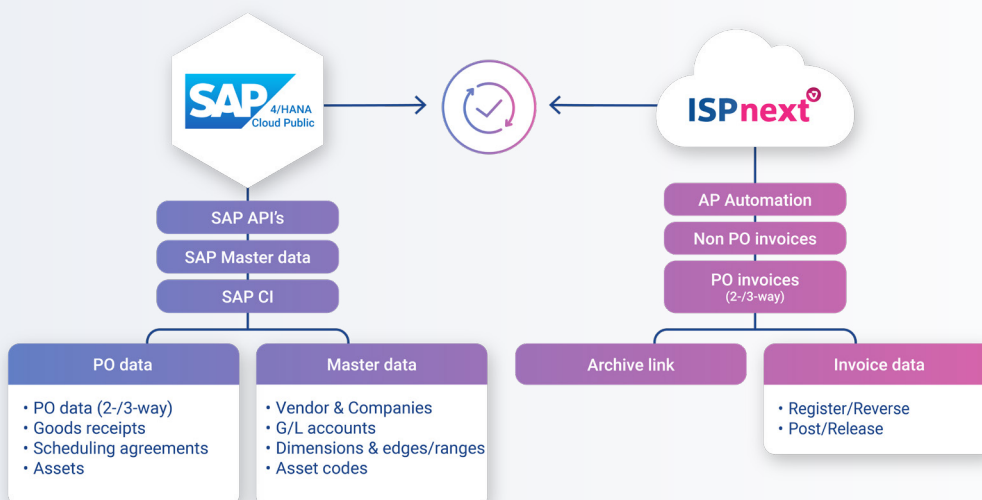 SAP
4/HANA
Cloud Public
ISPnext
SAP API's
SAP Master data
SAP CI
AP Automation
Non PO invoices
PO invoices
(2-/3-way)
PO data
• PO data (2-/3-way)
• Goods receipts
• Scheduling agreements
• Assets
Master data
• Vendor & Companies
• G/L accounts
• Dimensions & edges/ranges
• Asset codes
Archive link
Invoice data
• Register/Reverse
• Post/Release